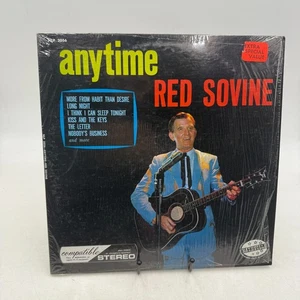 anytime
RED SOVINE
MORE FROM HABIT THAN DESIRE
LONG NIGHT
I THINK I CAN SLEEP TONIGHT
KISS AND THE KEYS
THE LETTER
NOBODY'S BUSINESS
and more
compatible
STEREO
NASHVILLE